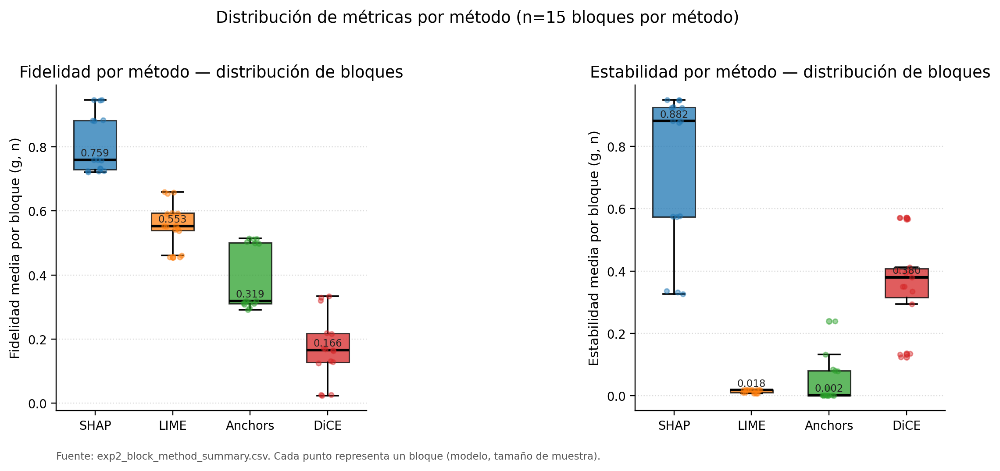 Distribución de métricas por método (n=15 bloques por método)
Fidelidad por método — distribución de bloques
Fidelidad media por bloque (g, n)
0.8
0.6
0.4
0.2
0.0
0.759
0.553
0.319
0.166
SHAP
LIME
Anchors
DiCE
Estabilidad por método — distribución de bloques
Estabilidad media por bloque (g, n)
0.8
0.6
0.4
0.2
0.0
0.882
0.018
0.002
0.380
SHAP
LIME
Anchors
DiCE
Fuente: exp2_block_method_summary.csv. Cada punto representa un bloque (modelo, tamaño de muestra).